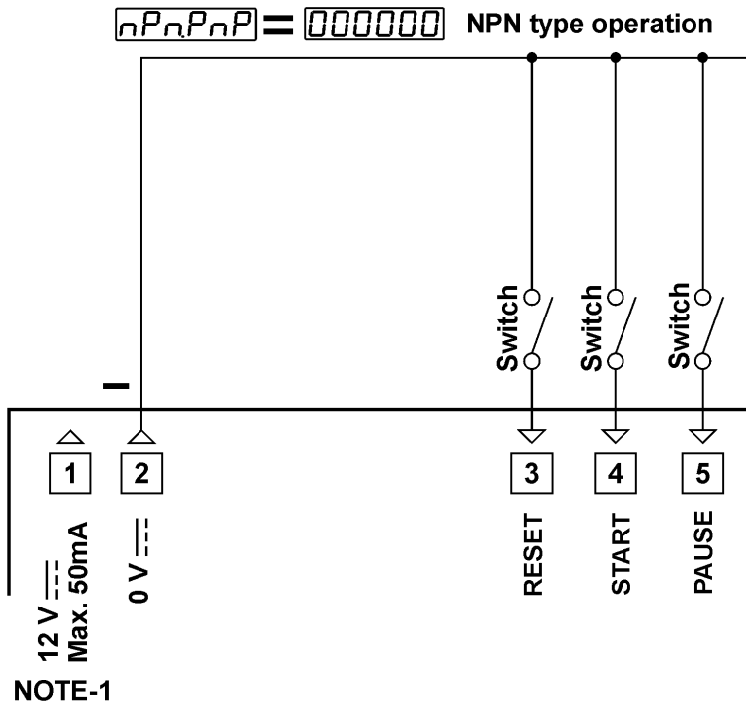 nPn.PnP = 000000 NPN type operation
Switch Switch Switch
1 2 3 4 5
12 V
Max. 50mA
0 V
RESET
START
PAUSE
NOTE-1